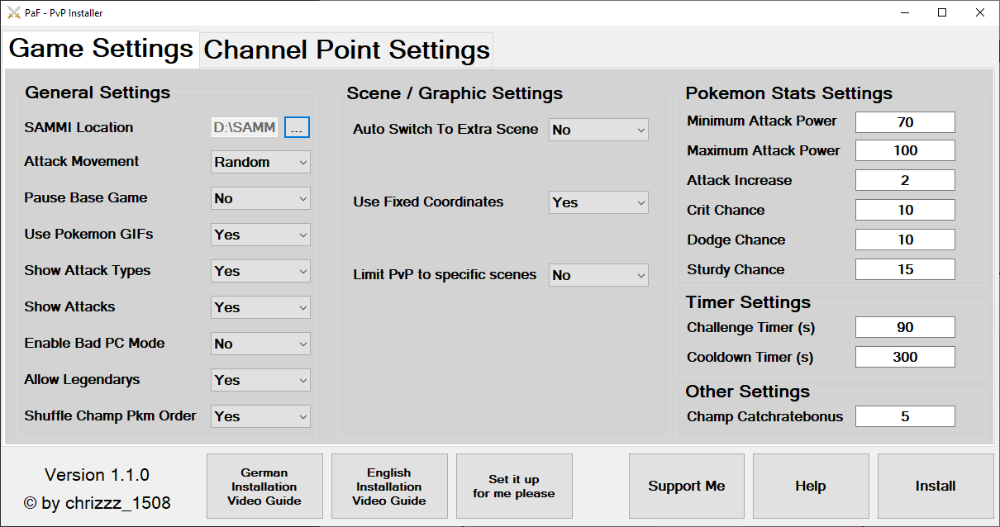 PaF - PvP Installer
Game Settings
Channel Point Settings
General Settings
SAMMI Location
D:\SAMM
...
Attack Movement
Random
Pause Base Game
No
Use Pokemon GIFs
Yes
Show Attack Types
Yes
Show Attacks
Yes
Enable Bad PC Mode
No
Allow Legendarys
Yes
Shuffle Champ Pkm Order
Yes
Scene / Graphic Settings
Auto Switch To Extra Scene
No
Use Fixed Coordinates
Yes
Limit PvP to specific scenes
No
Pokemon Stats Settings
Minimum Attack Power
70
Maximum Attack Power
100
Attack Increase
2
Crit Chance
10
Dodge Chance
10
Sturdy Chance
15
Timer Settings
Challenge Timer (s)
90
Cooldown Timer (s)
300
Other Settings
Champ Catchratebonus
5
Version 1.1.0
© by chrizzz_1508
German
Installation
Video Guide
English
Installation
Video Guide
Set it up
for me please
Support Me
Help
Install